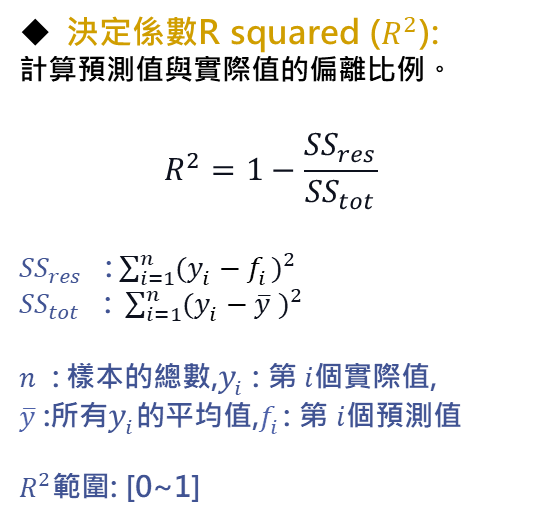 ◆ 決定係數R squared (𝑅²):
計算預測值與實際值的偏離比例。
𝑅² = 1 − 𝑆𝑆ᵣₑₛ / 𝑆𝑆ₜₒₜ
𝑆𝑆ᵣₑₛ : ∑ⁿᵢ₌₁(𝑦ᵢ − 𝑓ᵢ)²
𝑆𝑆ₜₒₜ : ∑ⁿᵢ₌₁(𝑦ᵢ − ȳ)²
𝑛 : 樣本的總數,𝑦ᵢ : 第 𝑖個實際值,
ȳ :所有𝑦ᵢ的平均值,𝑓ᵢ : 第 𝑖個預測值
𝑅²範圍: [0~1]